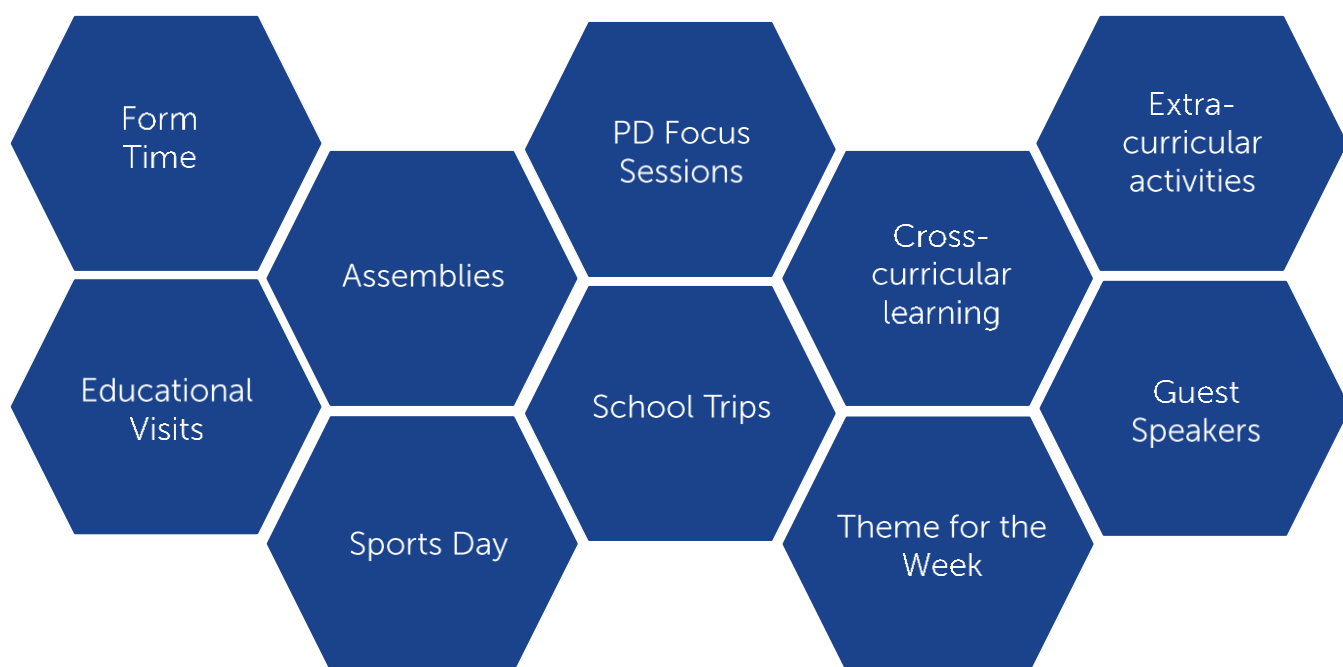 Form
Time
Educational
Visits
Assemblies
Sports Day
PD Focus
Sessions
School Trips
Cross-
curricular
learning
Theme for the
Week
Extra-
curricular
activities
Guest
Speakers